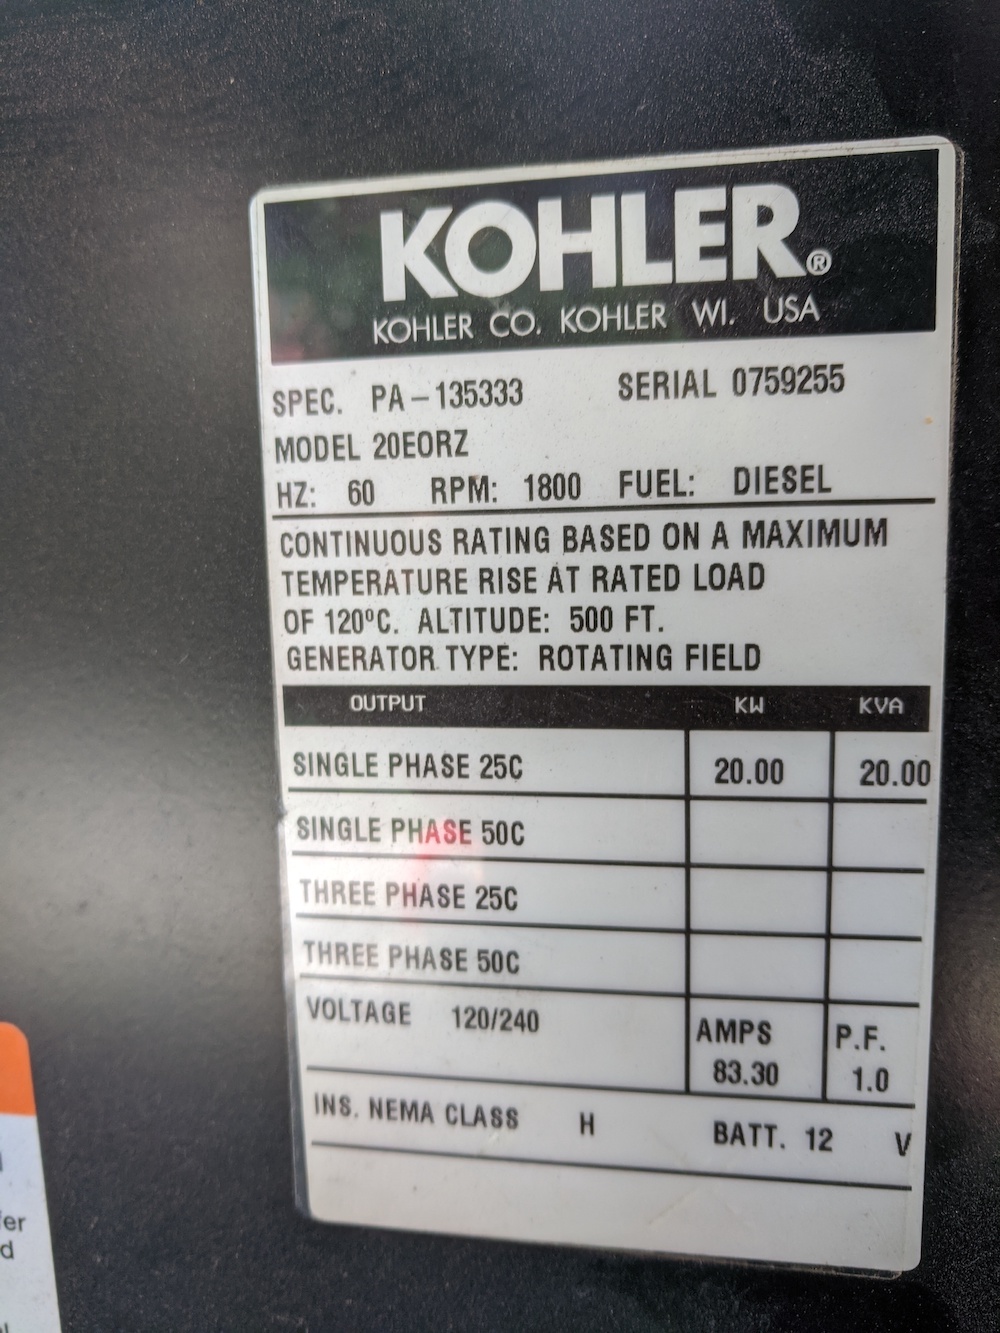 KOHLER®
KOHLER CO. KOHLER WI. USA
SPEC. PA-135333 SERIAL 0759255
MODEL 20EORZ
HZ: 60 RPM: 1800 FUEL: DIESEL
CONTINUOUS RATING BASED ON A MAXIMUM
TEMPERATURE RISE AT RATED LOAD
OF 120ºC. ALTITUDE: 500 FT.
GENERATOR TYPE: ROTATING FIELD
OUTPUT KW KVA
SINGLE PHASE 25C 20.00 20.00
SINGLE PHASE 50C
THREE PHASE 25C
THREE PHASE 50C
VOLTAGE 120/240 AMPS P.F.
83.30 1.0
INS. NEMA CLASS H BATT. 12 V